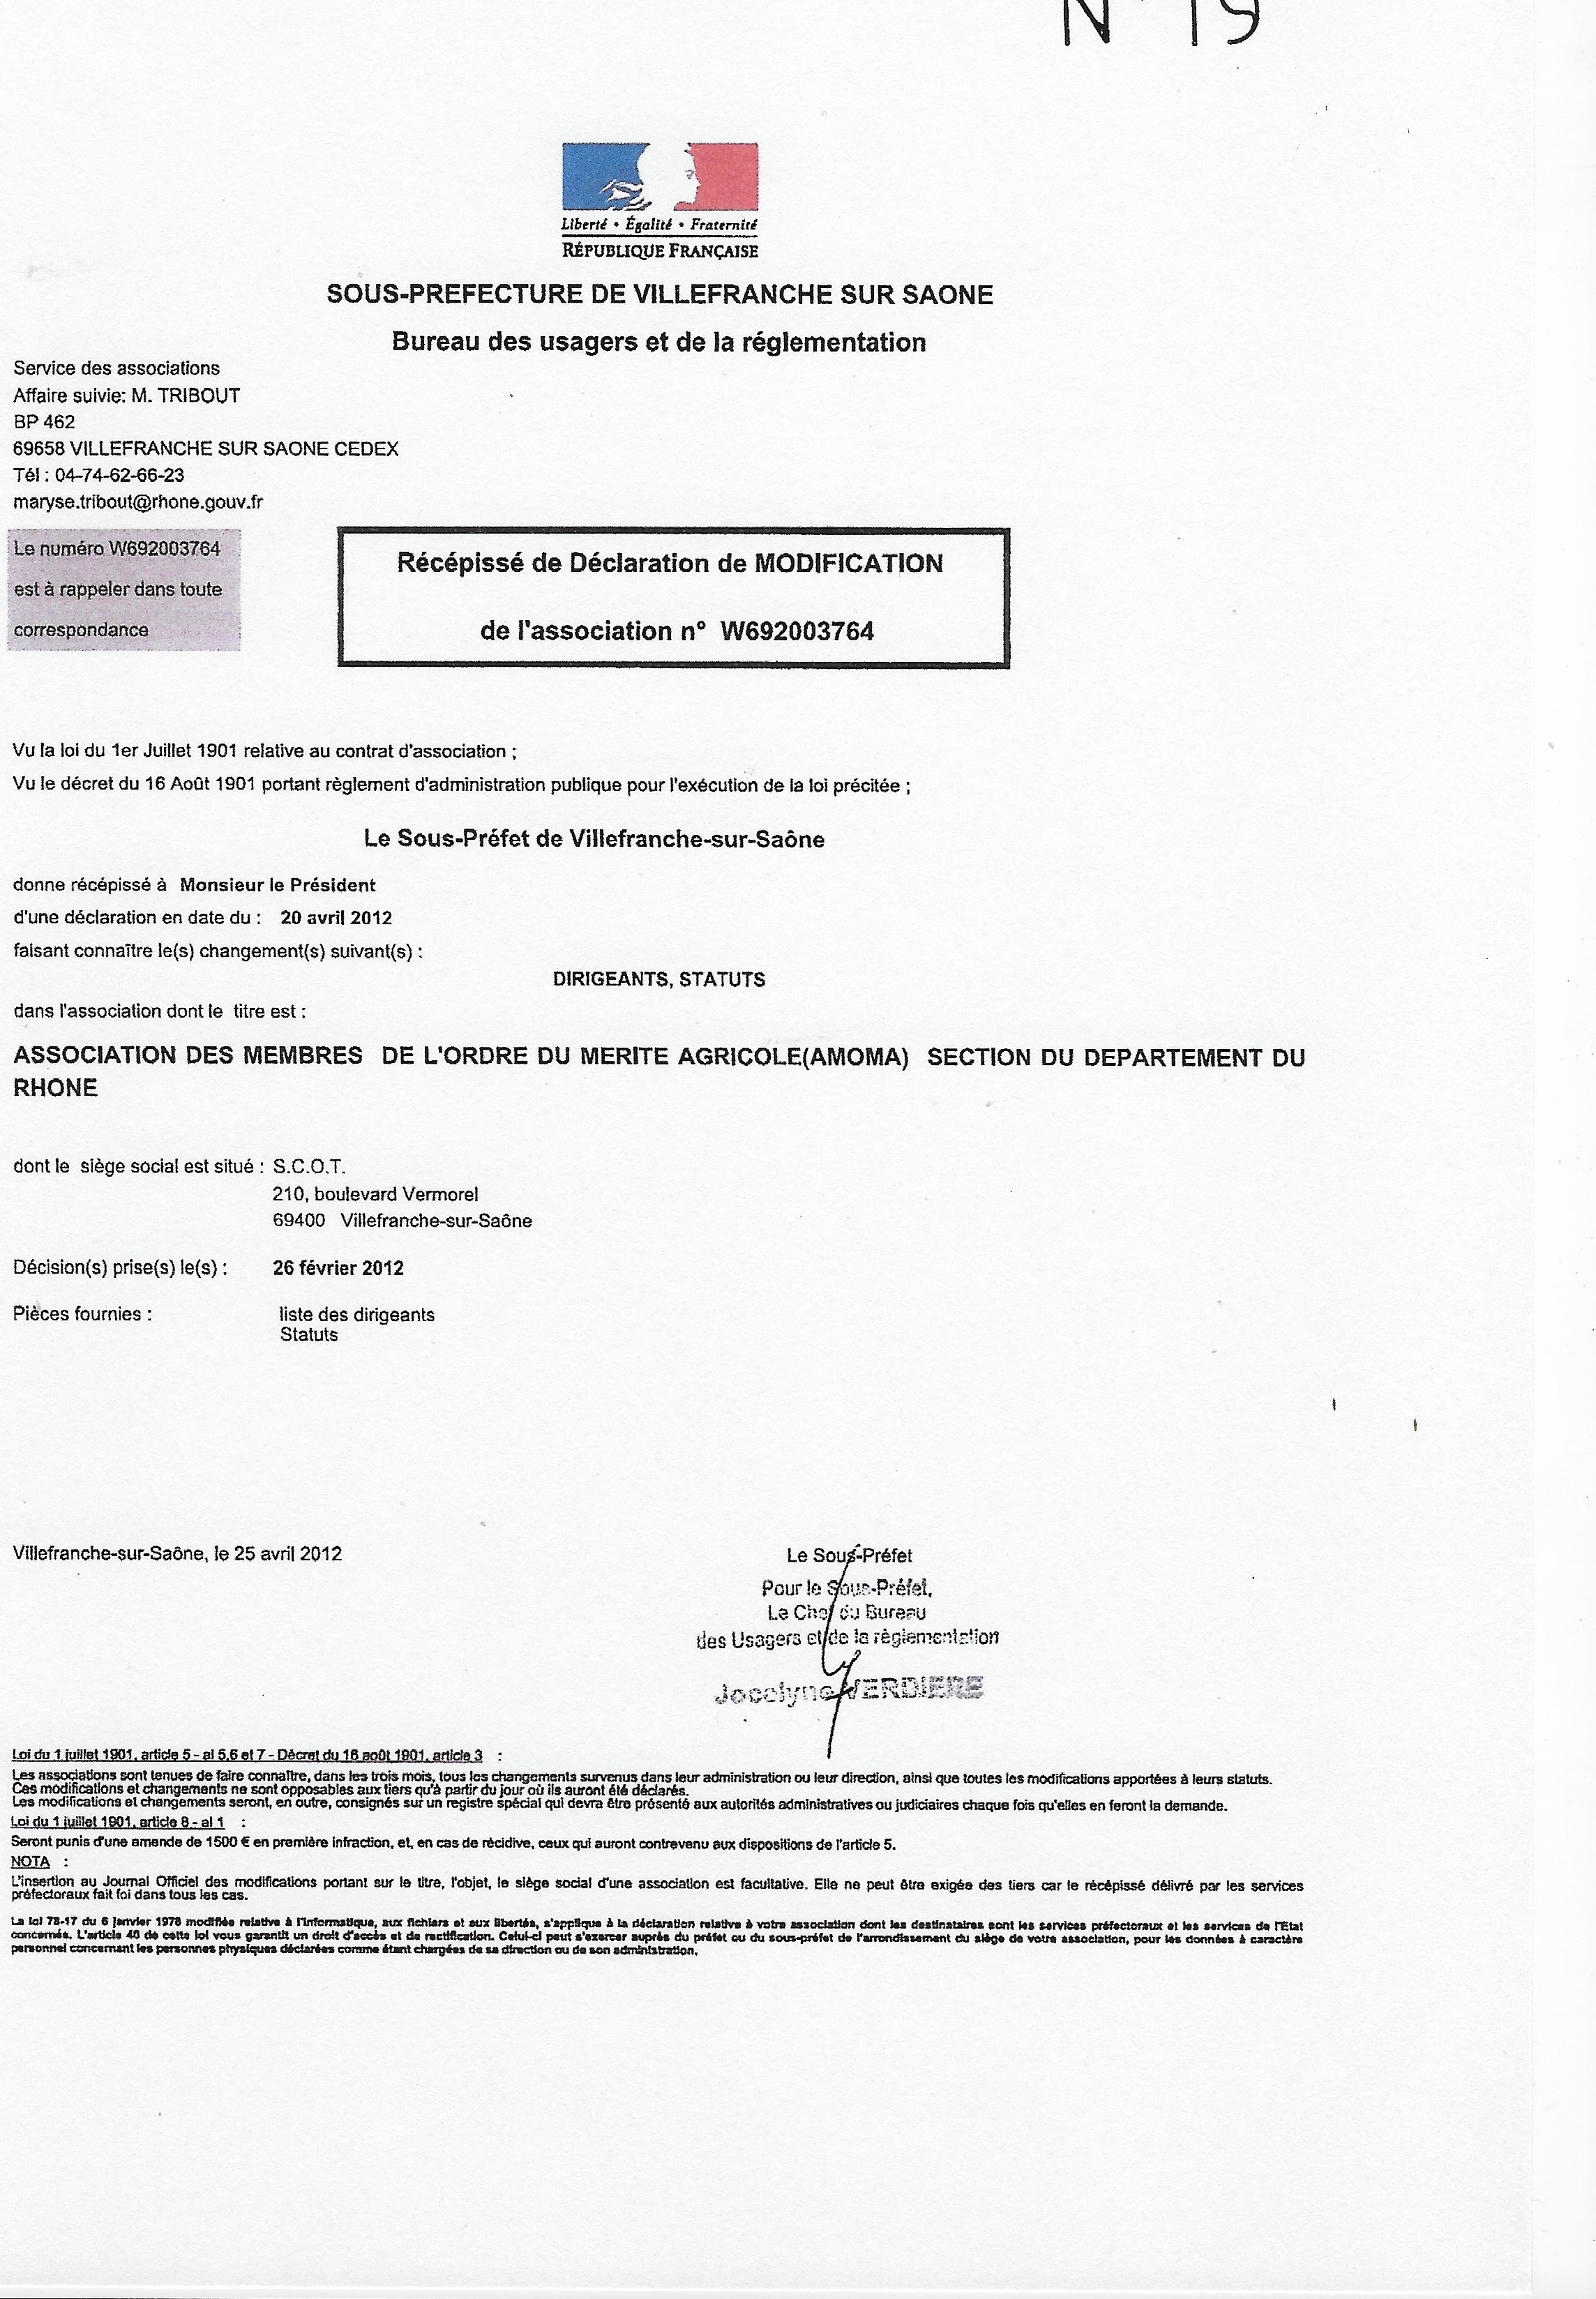 N 15
Liberté • Égalité • Fraternité
RÉPUBLIQUE FRANÇAISE
SOUS-PREFECTURE DE VILLEFRANCHE SUR SAONE
Bureau des usagers et de la réglementation
Service des associations
Affaire suivie: M. TRIBOUT
BP 462
69658 VILLEFRANCHE SUR SAONE CEDEX
Tél : 04-74-62-66-23
maryse.tribout@rhone.gouv.fr
Le numéro W692003764
est à rappeler dans toute
correspondance
Récépissé de Déclaration de MODIFICATION
de l'association n° W692003764
Vu la loi du 1er Juillet 1901 relative au contrat d'association ;
Vu le décret du 16 Août 1901 portant règlement d'administration publique pour l'exécution de la loi précitée ;
Le Sous-Préfet de Villefranche-sur-Saône
donne récépissé à Monsieur le Président
d'une déclaration en date du : 20 avril 2012
faisant connaître le(s) changement(s) suivant(s) :
DIRIGEANTS, STATUTS
dans l'association dont le titre est :
ASSOCIATION DES MEMBRES DE L'ORDRE DU MERITE AGRICOLE(AMOMA) SECTION DU DEPARTEMENT DU
RHONE
dont le siège social est situé : S.C.O.T.
210, boulevard Vermorel
69400 Villefranche-sur-Saône
Décision(s) prise(s) le(s) : 26 février 2012
Pièces fournies : liste des dirigeants
Statuts
Villefranche-sur-Saône, le 25 avril 2012
Le Sous-Préfet
Pour le Sous-Préfet,
Le Chef du Bureau
des Usagers et de la règlementation
Jocelyne VERDIERE
Loi du 1 juillet 1901, article 5 - al 5,6 et 7 - Décret du 16 août 1901, article 3 :
Les associations sont tenues de faire connaître, dans les trois mois, tous les changements survenus dans leur administration ou leur direction, ainsi que toutes les modifications apportées à leurs statuts.
Ces modifications et changements ne sont opposables aux tiers qu'à partir du jour où ils auront été déclarés.
Les modifications et changements seront, en outre, consignés sur un registre spécial qui devra être présenté aux autorités administratives ou judiciaires chaque fois qu'elles en feront la demande.
Loi du 1 juillet 1901, article 8 - al 1 :
Seront punis d'une amende de 1500 € en première infraction, et, en cas de récidive, ceux qui auront contrevenu aux dispositions de l'article 5.
NOTA :
L'insertion au Journal Officiel des modifications portant sur le titre, l'objet, le siège social d'une association est facultative. Elle ne peut être exigée des tiers car le récépissé délivré par les services
préfectoraux fait foi dans tous les cas.
La loi 78-17 du 6 janvier 1978 modifiée relative à l'informatique, aux fichiers et aux libertés, s'applique à la déclaration relative à votre association dont les destinataires sont les services préfectoraux et les services de l'Etat
concernés. L'article 40 de cette loi vous garantit un droit d'accès et de rectification. Celui-ci peut s'exercer auprès du préfet ou du sous-préfet de l'arrondissement du siège de votre association, pour les données à caractère
personnel concernant les personnes physiques déclarées comme étant chargées de sa direction ou de son administration.